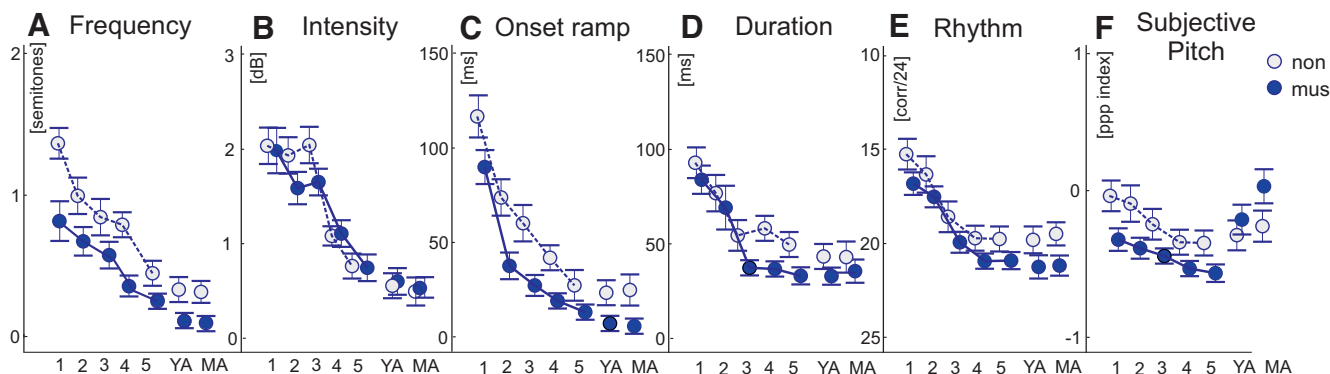 A Frequency
2
1
0
[semitones]
1 2 3 4 5 YA MA
B Intensity
3
2
1
0
[dB]
1 2 3 4 5 YA MA
C Onset ramp
150
100
50
0
[ms]
1 2 3 4 5 YA MA
D Duration
150
100
50
0
[ms]
1 2 3 4 5 YA MA
E Rhythm
10
15
20
25
[corr/24]
1 2 3 4 5 YA MA
F Subjective
Pitch
1
0
-1
[ppp index]
1 2 3 4 5 YA MA
non
mus